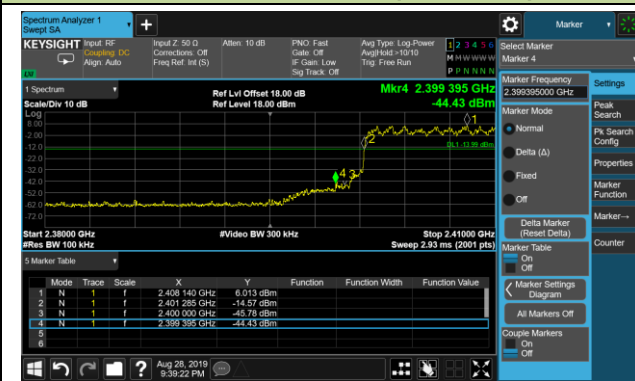 Spectrum Analyzer 1
Swept SA
+
Marker
KEYSIGHT
Input: RF
Coupling: DC
Align: Auto
Input Z: 50 Ω
Corrections: Off
Freq Ref: Int (S)
Atten: 10 dB
PNO: Fast
Gate: Off
IF Gain: Low
Sig Track: Off
Avg Type: Log-Power
Avg|Hold:>10/10
Trig: Free Run
1 2 3 4 5 6
M W W W W W
P P N N N N
Select Marker
Marker 4
1 Spectrum
Scale/Div 10 dB
Log
Ref Lvl Offset 18.00 dB
Ref Level 18.00 dBm
Mkr4 2.399 395 GHz
-44.43 dBm
8.00
-2.00
-12.0
-22.0
-32.0
-42.0
-52.0
-62.0
-72.0
1
2
4 3
DL1 -13.99 dBm
Start 2.38000 GHz
#Res BW 100 kHz
#Video BW 300 kHz
Stop 2.41000 GHz
Sweep 2.93 ms (2001 pts)
5 Marker Table
Mode Trace Scale X Y Function Function Width Function Value
1 N 1 f 2.408 140 GHz 6.013 dBm
2 N 1 f 2.401 285 GHz -14.57 dBm
3 N 1 f 2.400 000 GHz -45.78 dBm
4 N 1 f 2.399 395 GHz -44.43 dBm
5
6
Marker Frequency
2.399395000 GHz
Marker Mode
Normal
Delta (Δ)
Fixed
Off
Delta Marker
(Reset Delta)
Marker Table
On
Off
Marker Settings
Diagram
All Markers Off
Couple Markers
On
Off
Settings
Peak
Search
Pk Search
Config
Properties
Marker
Function
Marker→
Counter
?
Aug 28, 2019
9:39:22 PM